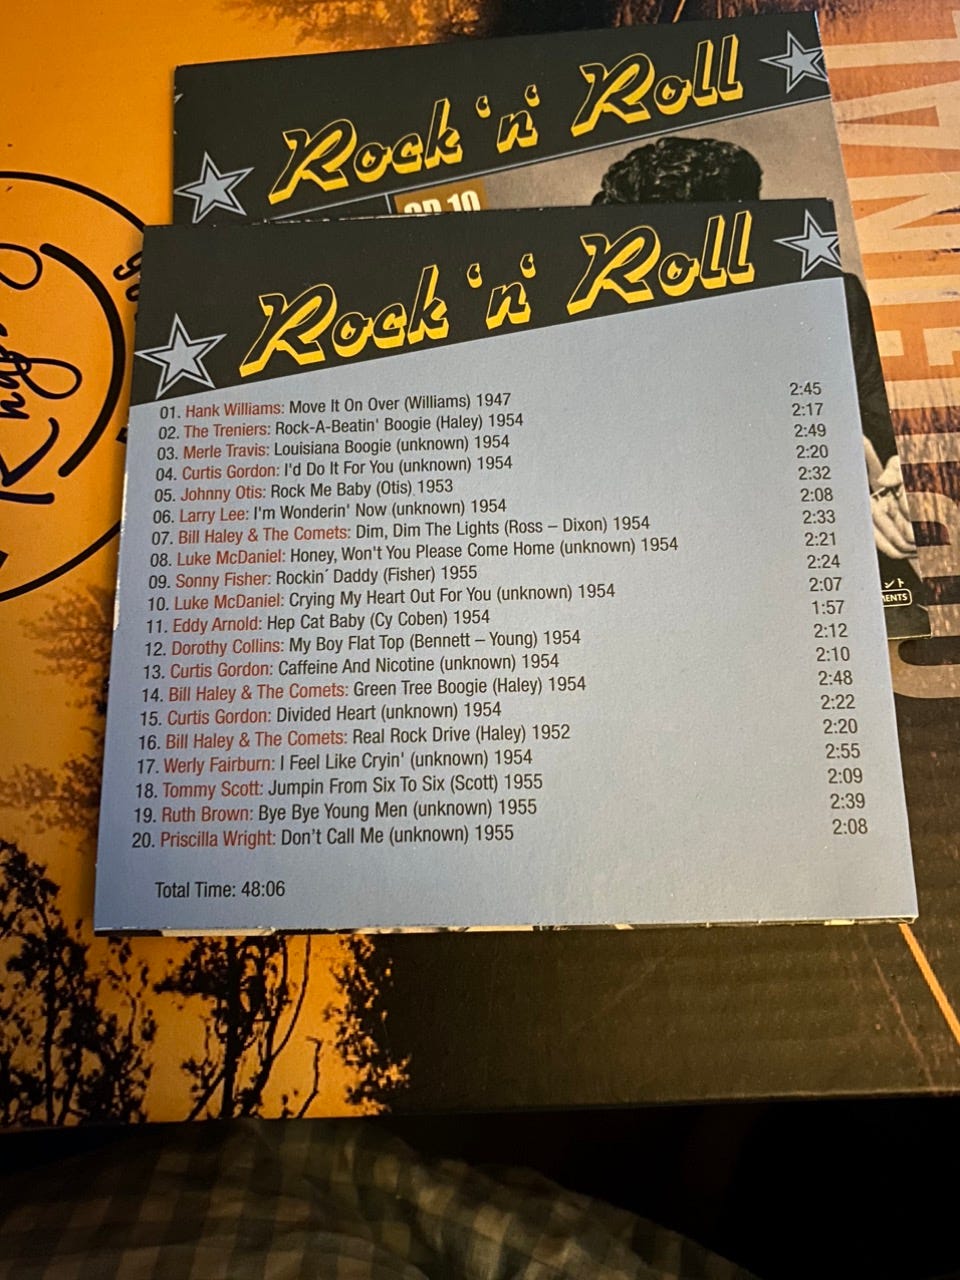 Rock 'n' Roll
CD 10
Rock 'n' Roll
01. Hank Williams: Move It On Over (Williams) 1947 2:45
02. The Treniers: Rock-A-Beatin' Boogie (Haley) 1954 2:17
03. Merle Travis: Louisiana Boogie (unknown) 1954 2:49
04. Curtis Gordon: I'd Do It For You (unknown) 1954 2:20
05. Johnny Otis: Rock Me Baby (Otis) 1953 2:32
06. Larry Lee: I'm Wonderin' Now (unknown) 1954 2:08
07. Bill Haley & The Comets: Dim, Dim The Lights (Ross – Dixon) 1954 2:33
08. Luke McDaniel: Honey, Won't You Please Come Home (unknown) 1954 2:21
09. Sonny Fisher: Rockin´ Daddy (Fisher) 1955 2:24
10. Luke McDaniel: Crying My Heart Out For You (unknown) 1954 2:07
11. Eddy Arnold: Hep Cat Baby (Cy Coben) 1954 1:57
12. Dorothy Collins: My Boy Flat Top (Bennett – Young) 1954 2:12
13. Curtis Gordon: Caffeine And Nicotine (unknown) 1954 2:10
14. Bill Haley & The Comets: Green Tree Boogie (Haley) 1954 2:48
15. Curtis Gordon: Divided Heart (unknown) 1954 2:22
16. Bill Haley & The Comets: Real Rock Drive (Haley) 1952 2:20
17. Werly Fairburn: I Feel Like Cryin' (unknown) 1954 2:55
18. Tommy Scott: Jumpin From Six To Six (Scott) 1955 2:09
19. Ruth Brown: Bye Bye Young Men (unknown) 1955 2:39
20. Priscilla Wright: Don't Call Me (unknown) 1955 2:08
Total Time: 48:06